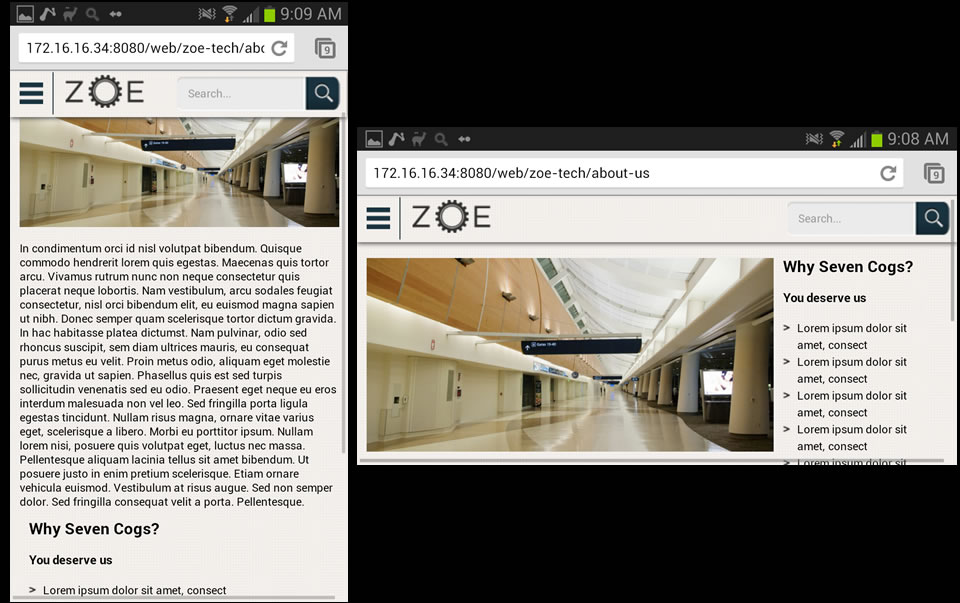 9:09 AM
172.16.16.34:8080/web/zoe-tech/abo
9
ZOE
Search...
In condimentum orci id nisl volutpat bibendum. Quisque
commodo hendrerit lorem quis egestas. Maecenas quis tortor
arcu. Vivamus rutrum nunc non neque consectetur quis
placerat neque lobortis. Nam vestibulum, arcu sodales feugiat
consectetur, nisl orci bibendum elit, eu euismod magna sapien
ut nibh. Donec semper quam scelerisque tortor dictum gravida.
In hac habitasse platea dictumst. Nam pulvinar, odio sed
rhoncus suscipit, sem diam ultrices mauris, eu consequat
purus metus eu velit. Proin metus odio, aliquam eget molestie
nec, gravida ut sapien. Phasellus quis est sed turpis
sollicitudin venenatis sed eu odio. Praesent eget neque eu eros
interdum malesuada non vel leo. Sed fringilla porta ligula
egestas tincidunt. Nullam risus magna, ornare vitae varius
eget, scelerisque a libero. Morbi eu porttitor ipsum. Nullam
lorem nisi, posuere quis volutpat eget, luctus nec massa.
Pellentesque aliquam lacinia tellus sit amet bibendum. Ut
posuere justo in enim pretium scelerisque. Etiam ornare
vehicula euismod. Vestibulum at risus augue. Sed non semper
dolor. Sed fringilla consequat velit a porta. Pellentesque.
Why Seven Cogs?
You deserve us
> Lorem ipsum dolor sit amet, consect
9:08 AM
172.16.16.34:8080/web/zoe-tech/about-us
9
ZOE
Search...
Why Seven Cogs?
You deserve us
> Lorem ipsum dolor sit
amet, consect
> Lorem ipsum dolor sit
amet, consect
> Lorem ipsum dolor sit
amet, consect
> Lorem ipsum dolor sit
amet, consect
> Lorem ipsum dolor sit